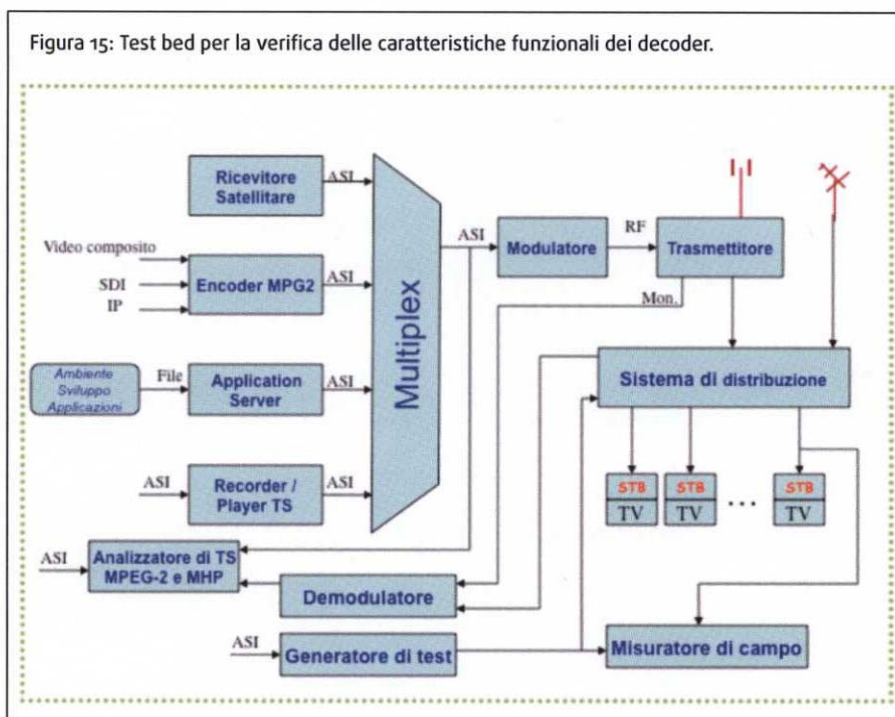 Figura 15: Test bed per la verifica delle caratteristiche funzionali dei decoder.
Ricevitore
Satellitare
ASI
Video composito
SDI
IP
Encoder MPG2
ASI
Ambiente
Sviluppo
Applicazioni
File
Application
Server
ASI
ASI
Recorder /
Player TS
ASI
Multiplex
ASI
Modulatore
RF
Trasmettitore
Mon.
Sistema di distribuzione
STB
TV
STB
TV
...
STB
TV
ASI
Analizzatore di TS
MPEG-2 e MHP
Demodulatore
ASI
Generatore di test
Misuratore di campo